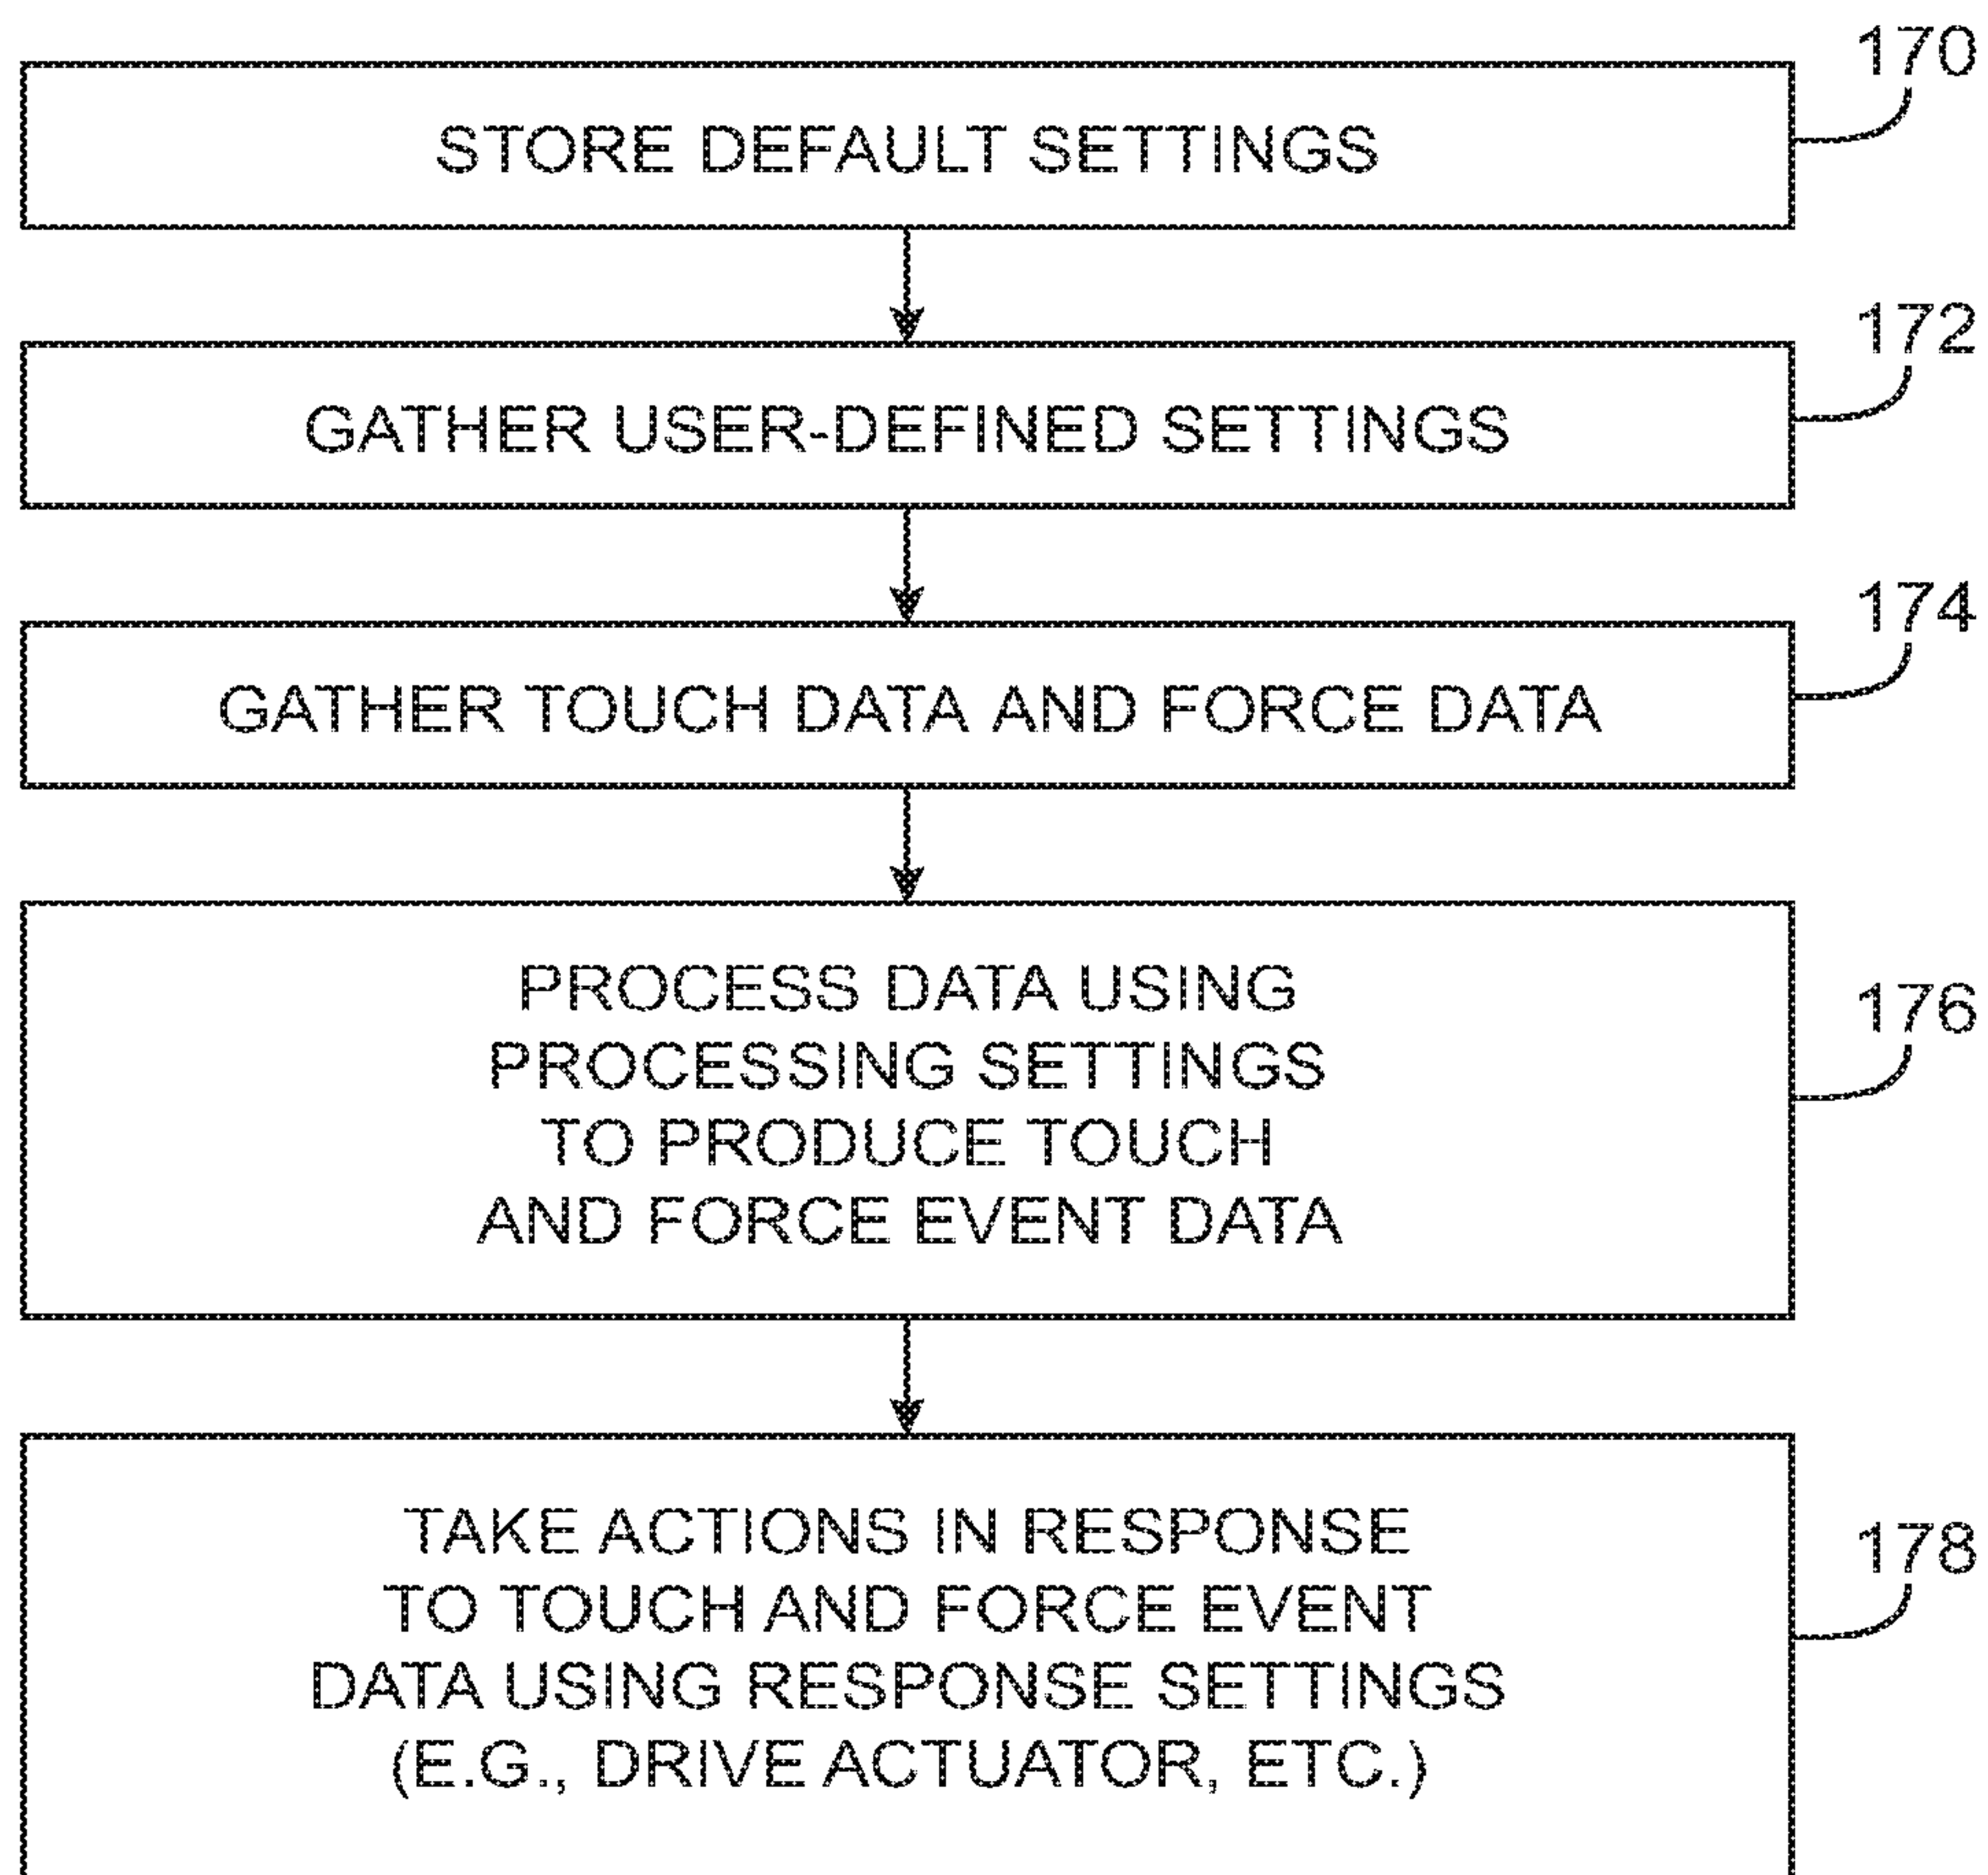 170
STORE DEFAULT SETTINGS
172
GATHER USER-DEFINED SETTINGS
174
GATHER TOUCH DATA AND FORCE DATA
PROCESS DATA USING
176
PROCESSING SETTINGS
TO PRODUCE TOUCH
AND FORCE EVENT DATA
TAKE ACTIONS IN RESPONSE
178
TO TOUCH AND FORCE EVENT
DATA USING RESPONSE SETTINGS
(E.G., DRIVE ACTUATOR, ETC.)